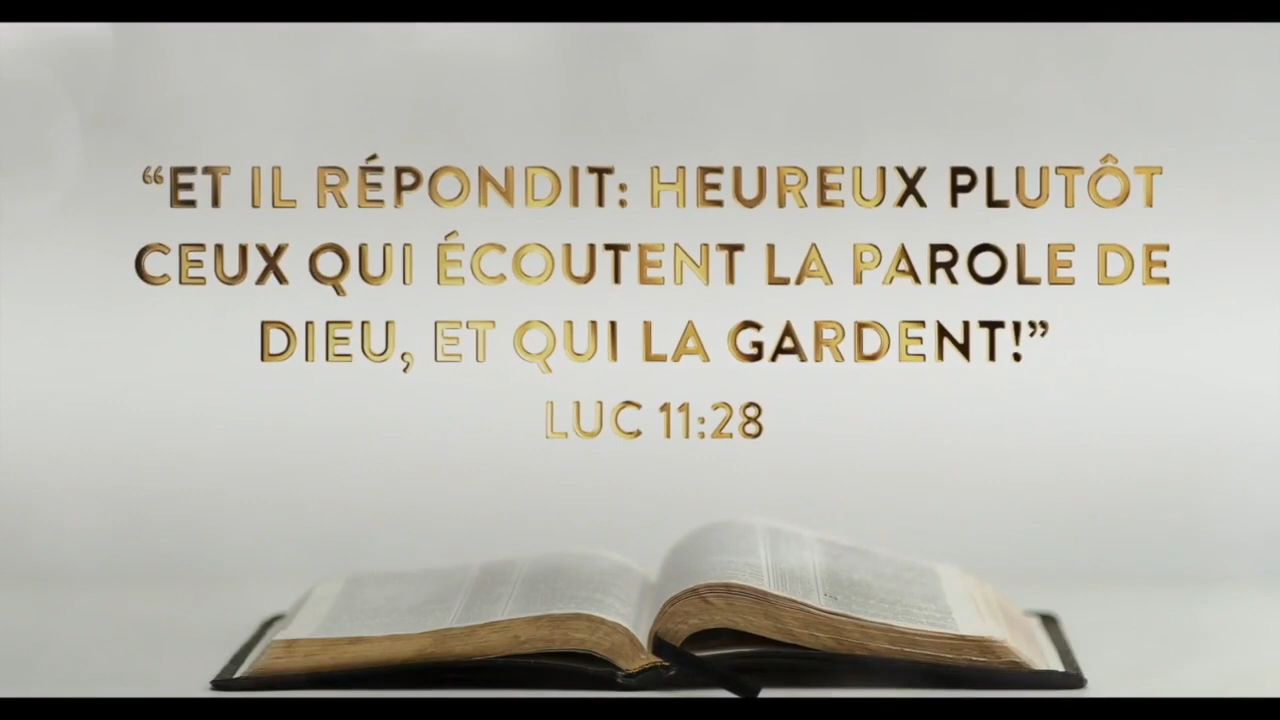 “ET IL RÉPONDIT: HEUREUX PLUTÔT
CEUX QUI ÉCOUTENT LA PAROLE DE
DIEU, ET QUI LA GARDENT!”
LUC 11:28